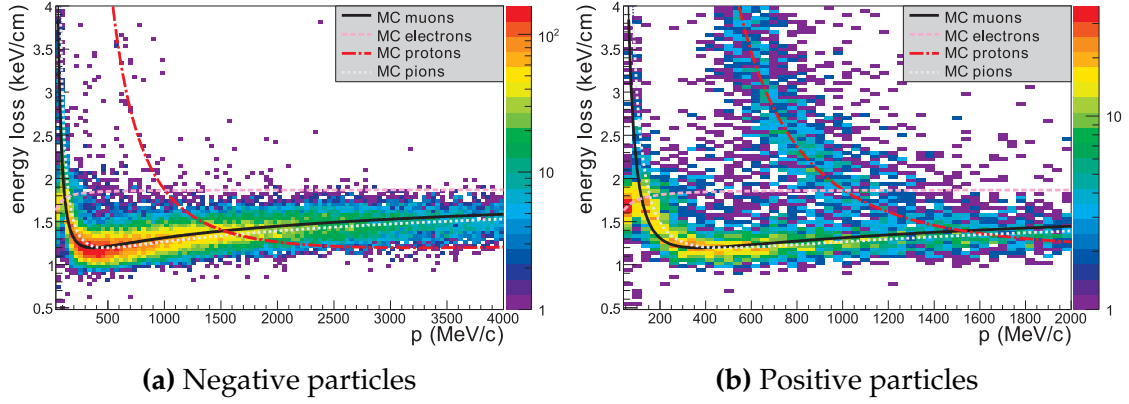 energy loss (keV/cm)
4
3.5
3
2.5
2
1.5
1
0.5
500 1000 1500 2000 2500 3000 3500 4000
p (MeV/c)
MC muons
MC electrons
MC protons
MC pions
10²
10
1
(a) Negative particles
energy loss (keV/cm)
4
3.5
3
2.5
2
1.5
1
0.5
200 400 600 800 1000 1200 1400 1600 1800 2000
p (MeV/c)
MC muons
MC electrons
MC protons
MC pions
10
1
(b) Positive particles